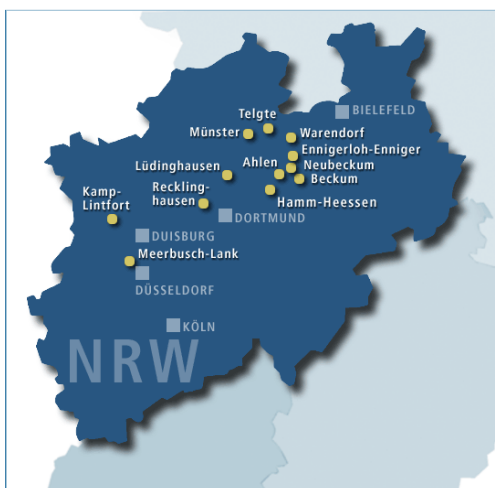 Telgte
BIELEFELD
Münster
Warendorf
Ennigerloh-Enniger
Lüdinghausen
Ahlen
Neubeckum
Beckum
Kamp-
Lintfort
Reckling-
hausen
Hamm-Heessen
DORTMUND
DUISBURG
Meerbusch-Lank
DÜSSELDORF
KÖLN
NRW